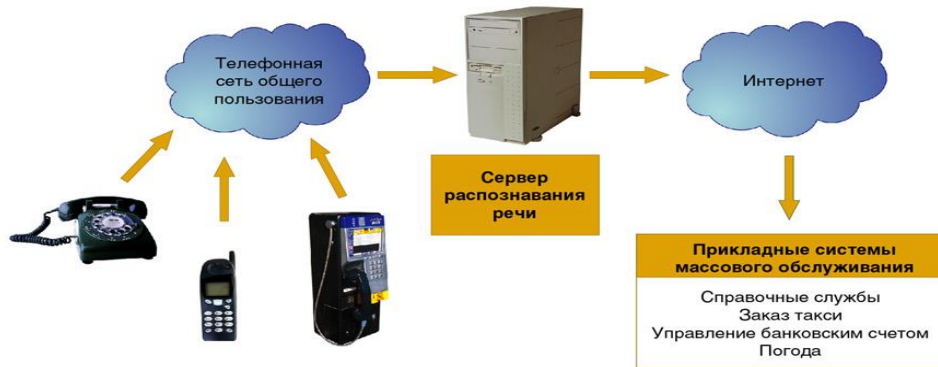 Телефонная
сеть общего
пользования
Интернет
Сервер
распознавания
речи
Прикладные системы
массового обслуживания
Справочные службы
Заказ такси
Управление банковским счетом
Погода